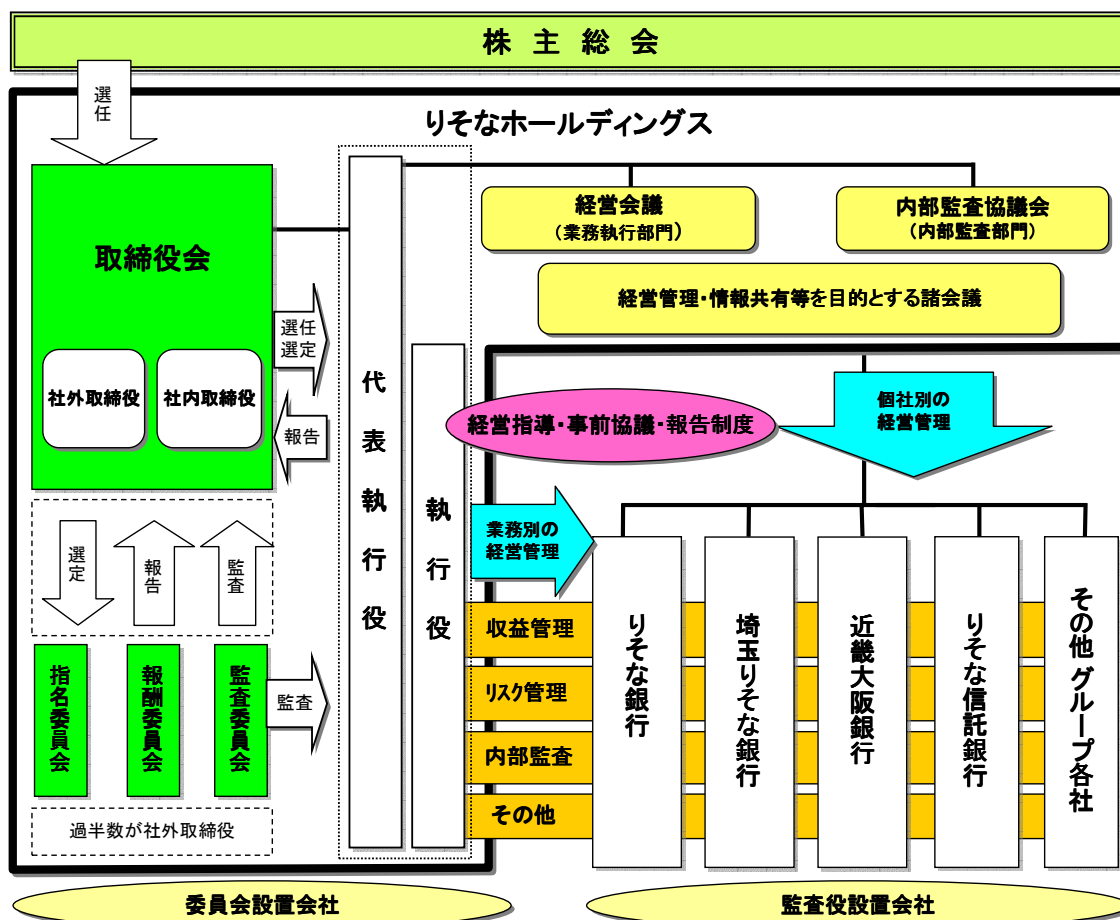 株 主 総 会
選任
りそなホールディングス
取締役会
社外取締役
社内取締役
選任
選定
報告
代表執行役
執行役
経営会議
(業務執行部門)
内部監査協議会
(内部監査部門)
経営管理・情報共有等を目的とする諸会議
経営指導・事前協議・報告制度
個社別の
経営管理
業務別の
経営管理
選定
報告
監査
指名委員会
報酬委員会
監査委員会
監査
過半数が社外取締役
収益管理
リスク管理
内部監査
その他
りそな銀行
埼玉りそな銀行
近畿大阪銀行
りそな信託銀行
その他 グループ各社
委員会設置会社
監査役設置会社